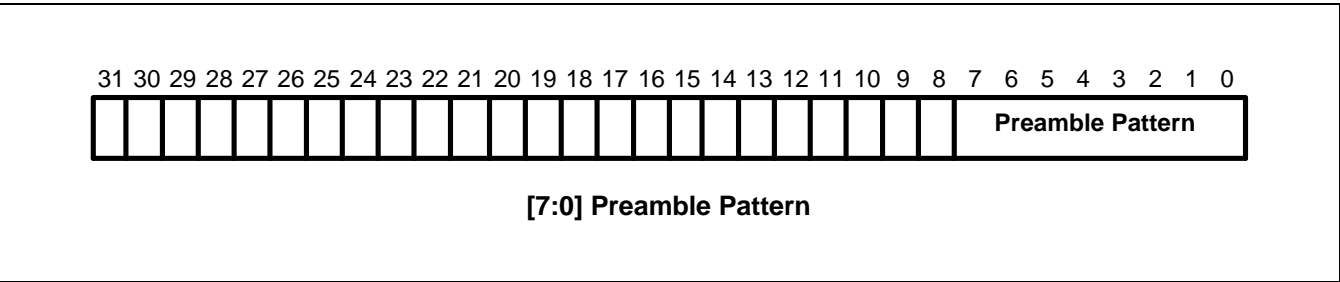 31 30 29 28 27 26 25 24 23 22 21 20 19 18 17 16 15 14 13 12 11 10 9 8 7 6 5 4 3 2 1 0
Preamble Pattern
[7:0] Preamble Pattern